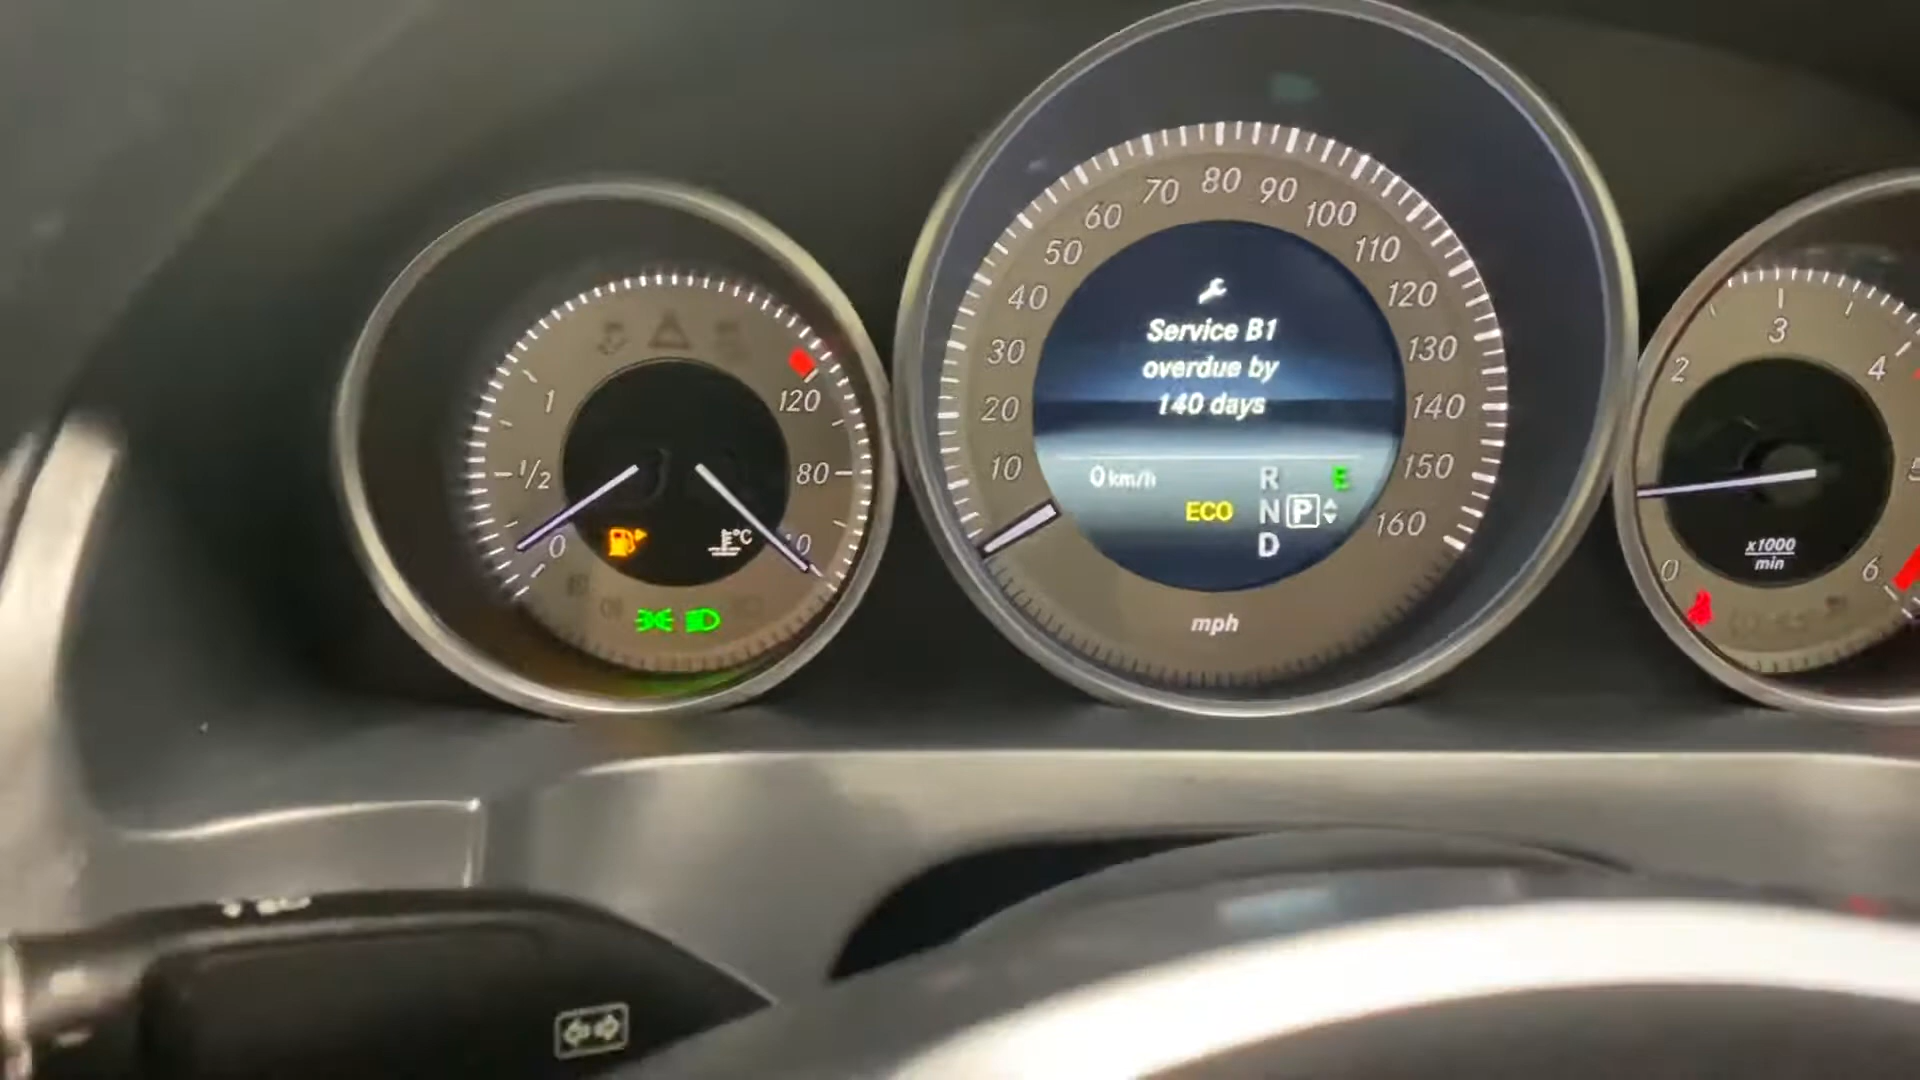 1
1/2
0
120
80
40
°C
10
20
30
40
50
60
70
80
90
100
110
120
130
140
150
160
mph
Service B1
overdue by
140 days
0 km/h
R
E
ECO
N
P
D
0
2
3
4
6
x1000
min